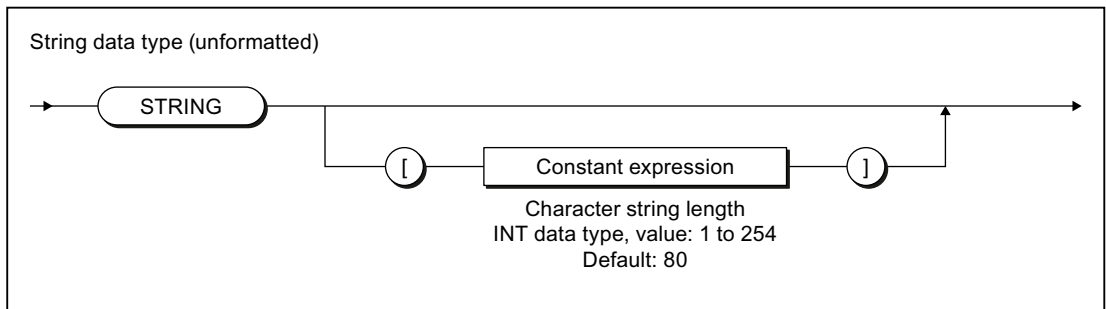 String data type (unformatted)
STRING
[ Constant expression ]
Character string length
INT data type, value: 1 to 254
Default: 80